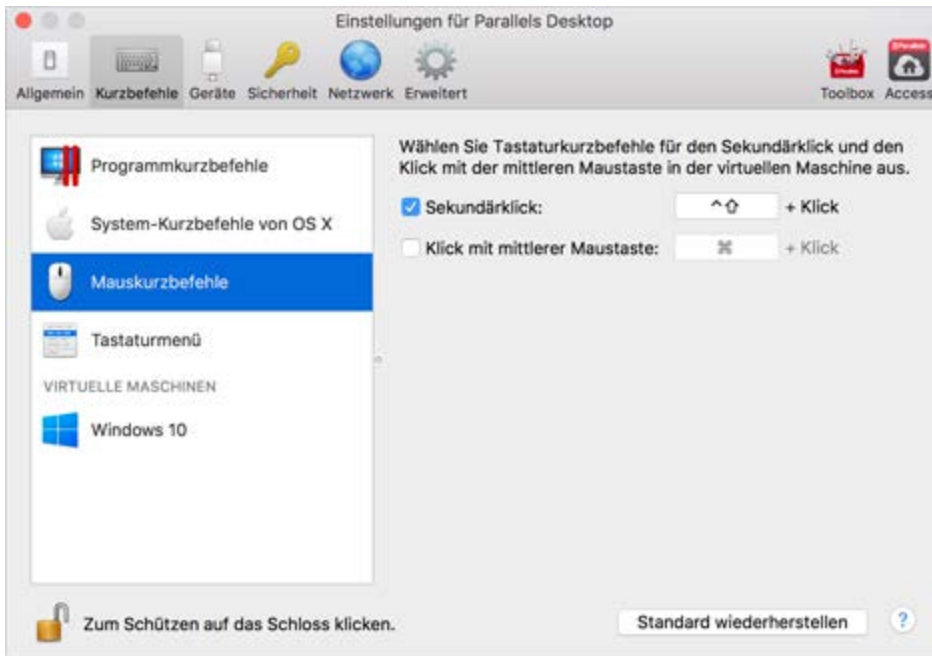 Einstellungen für Parallels Desktop
Allgemein Kurzbefehle Geräte Sicherheit Netzwerk Erweitert Toolbox Access
Programmkurzbefehle
System-Kurzbefehle von OS X
Mauskurzbefehle
Tastaturmenü
VIRTUELLE MASCHINEN
Windows 10
Wählen Sie Tastaturkurzbefehle für den Sekundärklick und den
Klick mit der mittleren Maustaste in der virtuellen Maschine aus.
Sekundärklick: ^⇧ + Klick
Klick mit mittlerer Maustaste: ⌘ + Klick
Zum Schützen auf das Schloss klicken.
Standard wiederherstellen ?